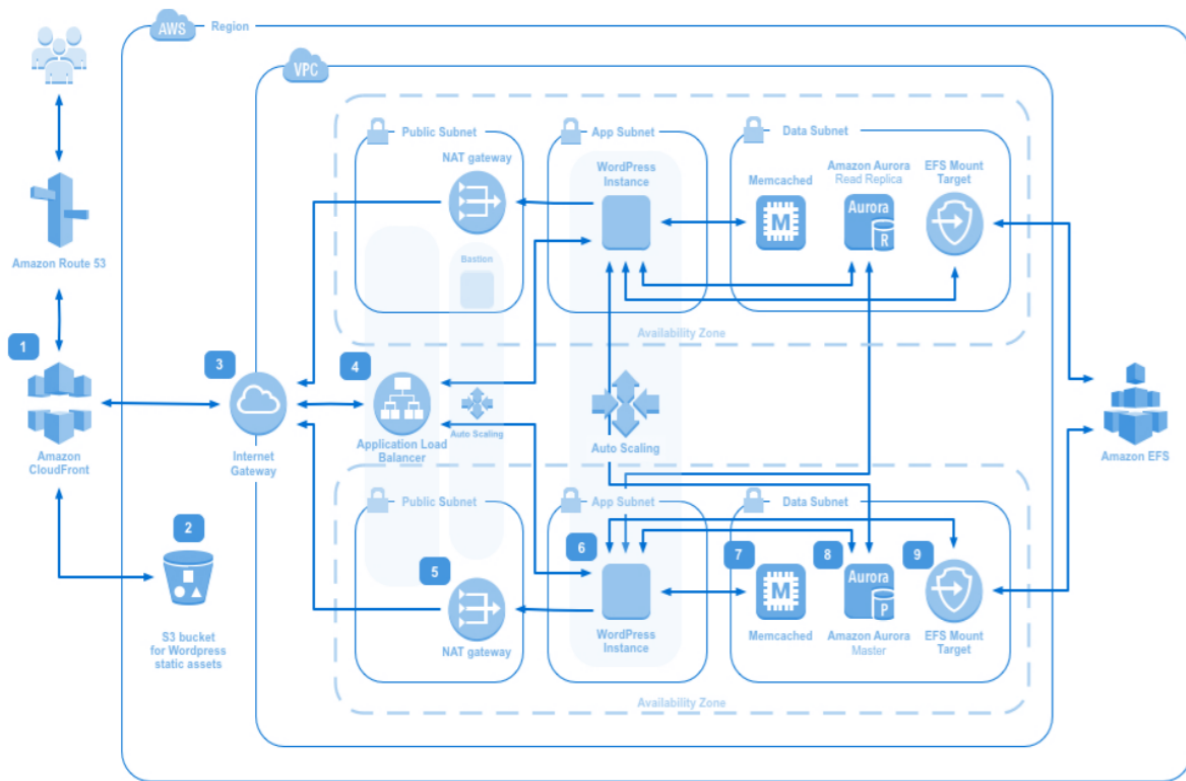 AWS
Region
VPC
Public Subnet
App Subnet
Data Subnet
NAT gateway
WordPress
Instance
Memcached
Amazon Aurora
Read Replica
EFS Mount
Target
M
Aurora
R
Bastion
Amazon Route 53
Availability Zone
1
3
4
Amazon
CloudFront
Internet
Gateway
Application Load
Balancer
Auto Scaling
Auto Scaling
Amazon EFS
Public Subnet
App Subnet
Data Subnet
2
5
6
7
8
9
M
Aurora
P
S3 bucket
for Wordpress
static assets
NAT gateway
WordPress
Instance
Memcached
Amazon Aurora
Master
EFS Mount
Target
Availability Zone